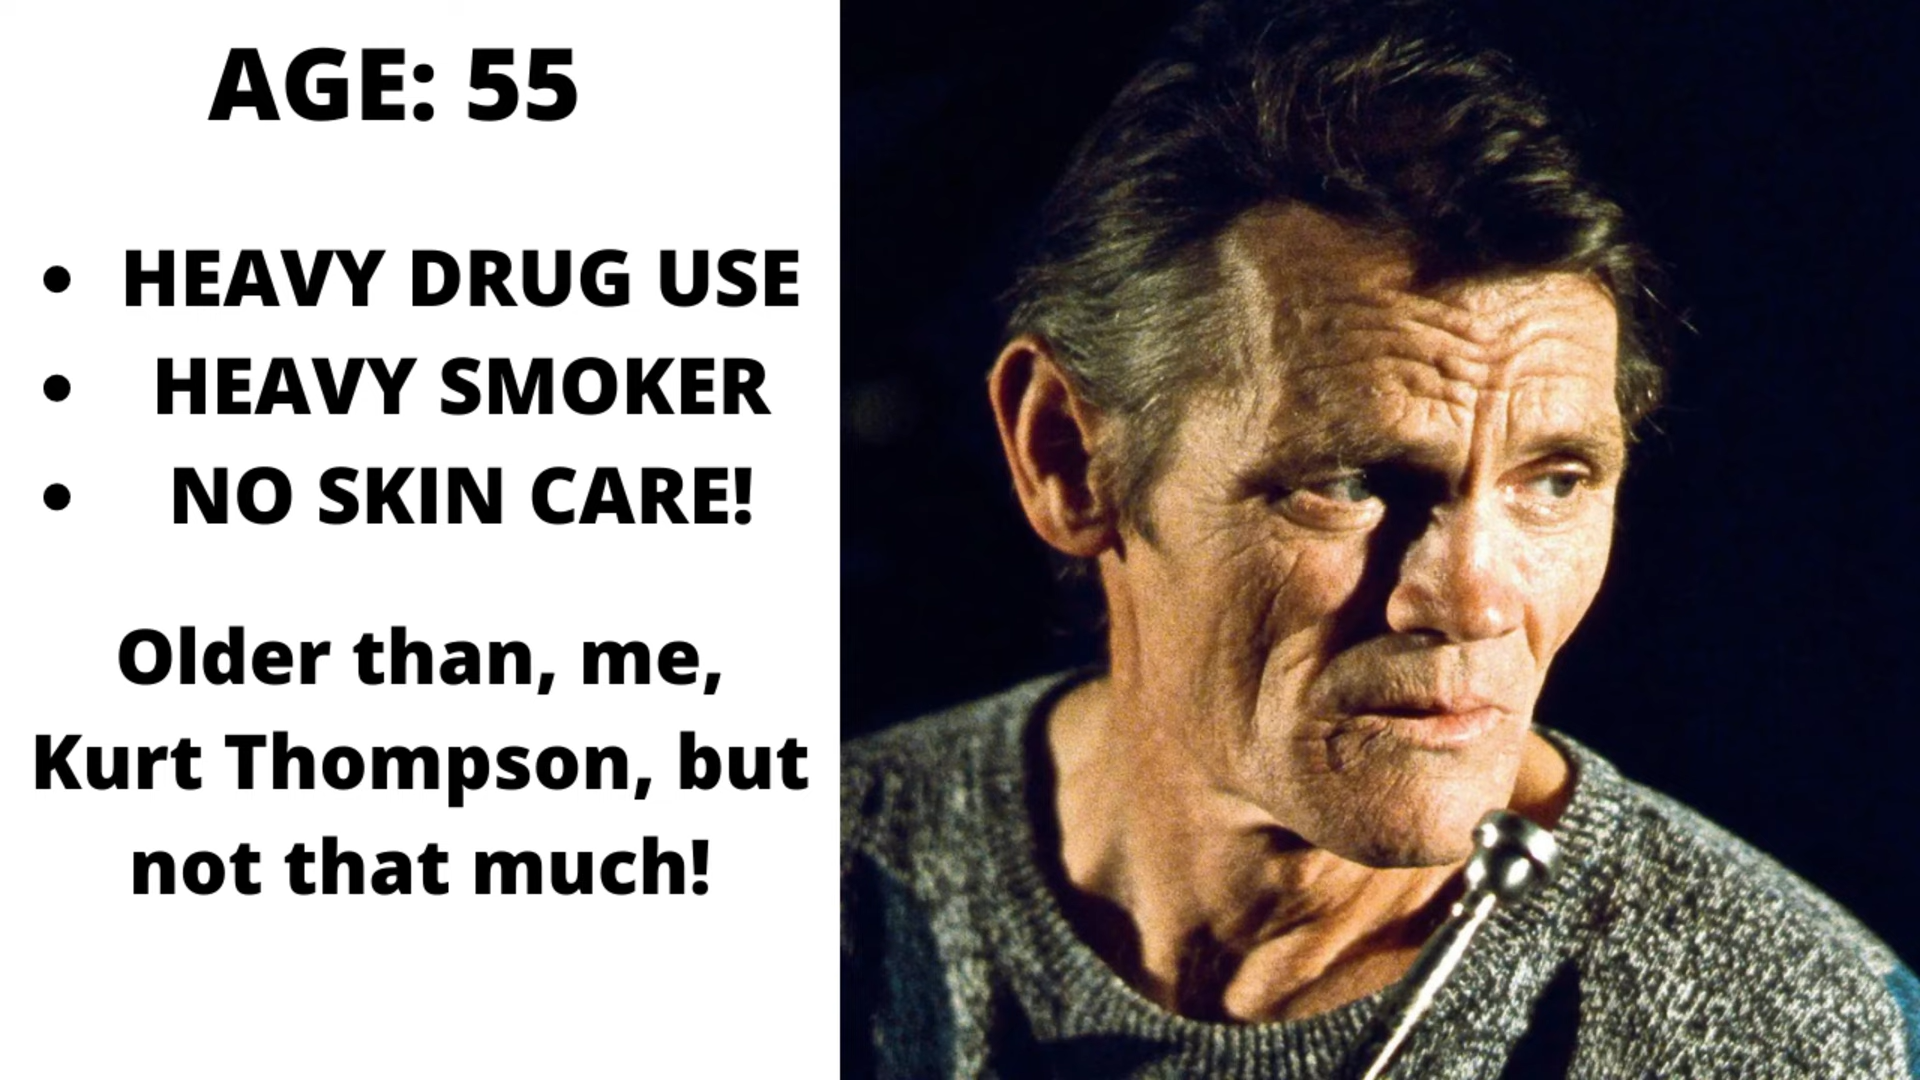 AGE: 55
• HEAVY DRUG USE
• HEAVY SMOKER
• NO SKIN CARE!
Older than, me,
Kurt Thompson, but
not that much!